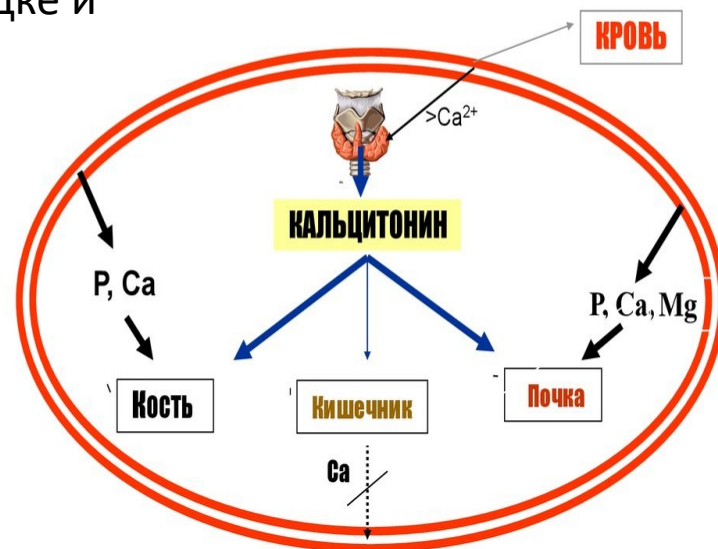 КРОВЬ
>Ca²⁺
КАЛЬЦИТОНИН
P, Ca
P, Ca, Mg
Кость
Кишечник
Почка
Ca